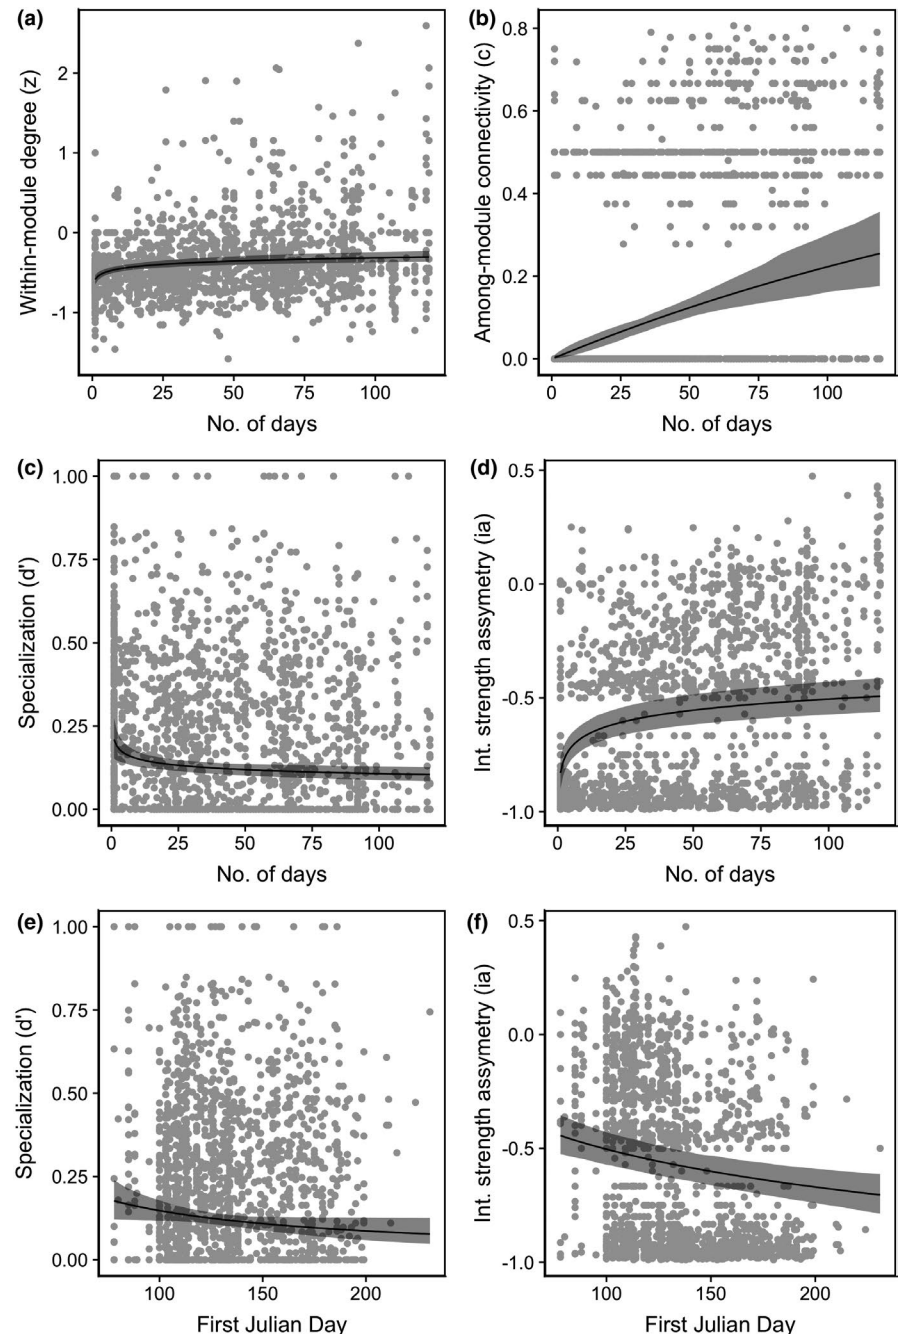 (a)
Within-module degree (z)
2
1
0
-1
0 25 50 75 100
No. of days
(b)
Among-module connectivity (c)
0.8
0.6
0.4
0.2
0.0
0 25 50 75 100
No. of days
(c)
Specialization (d')
1.00
0.75
0.50
0.25
0.00
0 25 50 75 100
No. of days
(d)
Int. strength assymetry (ia)
0.5
0.0
-0.5
-1.0
0 25 50 75 100
No. of days
(e)
Specialization (d')
1.00
0.75
0.50
0.25
0.00
100 150 200
First Julian Day
(f)
Int. strength assymetry (ia)
0.5
0.0
-0.5
-1.0
100 150 200
First Julian Day